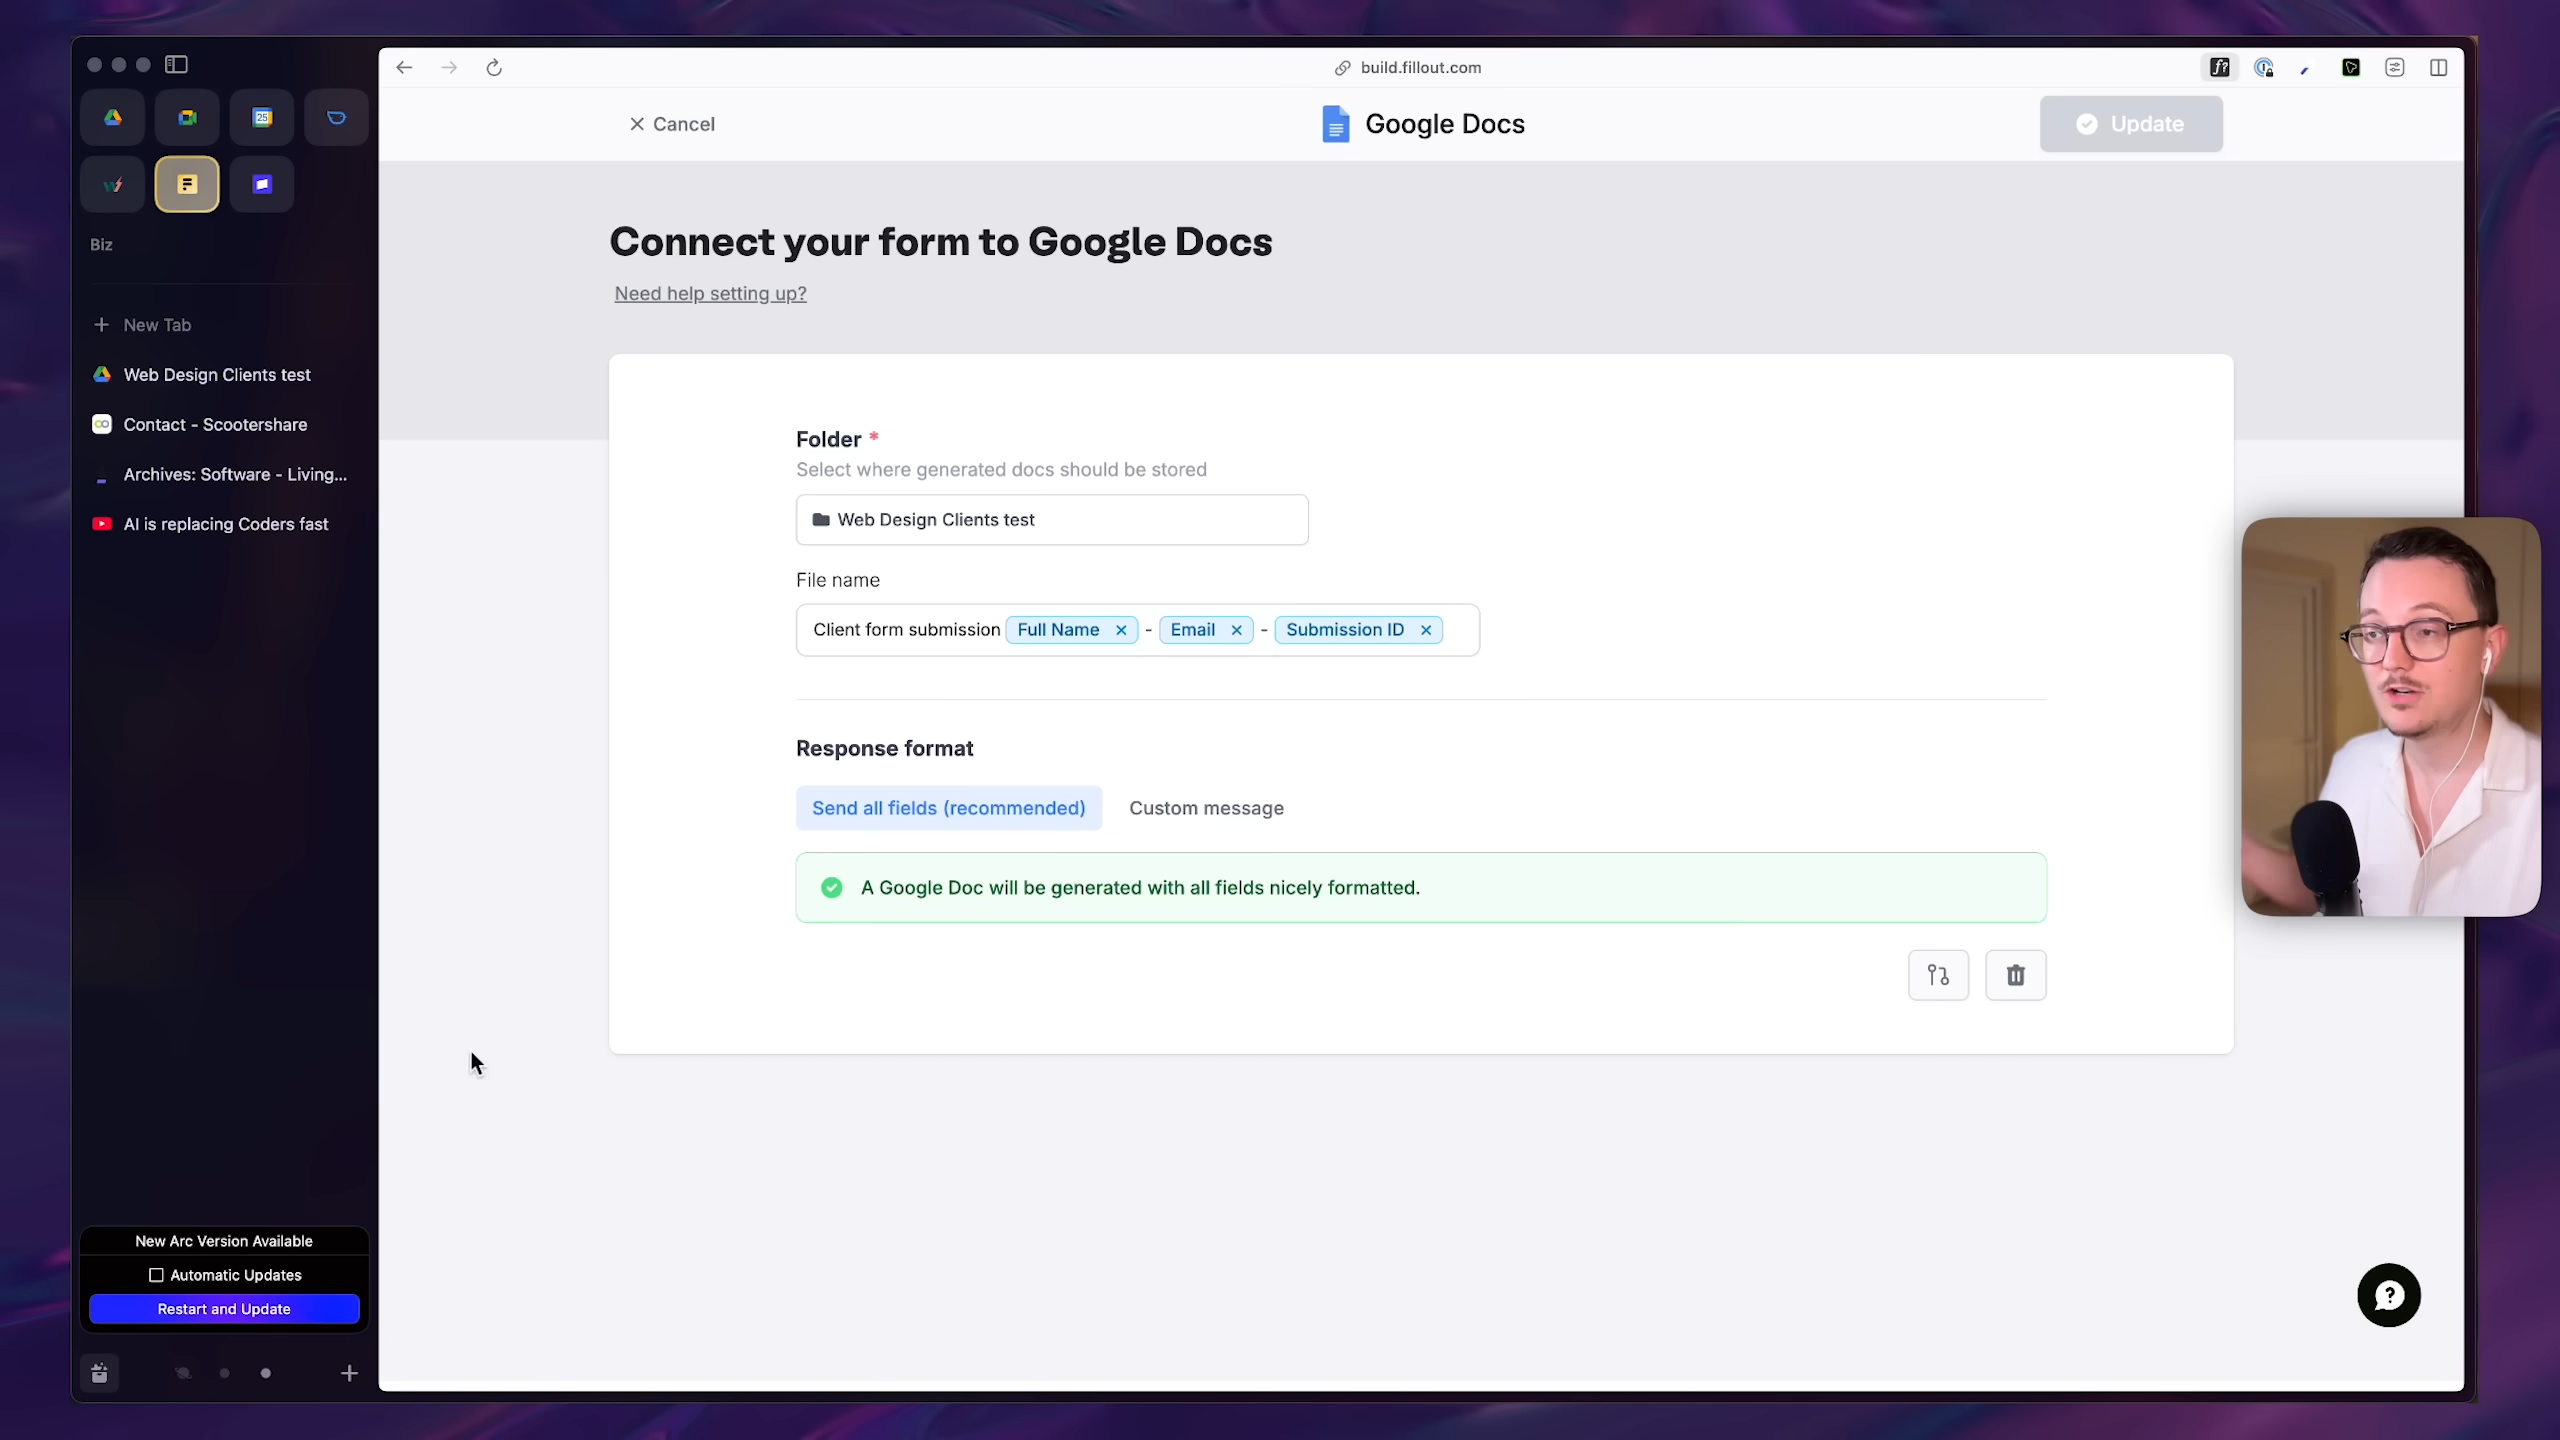 build.fillout.com
Cancel
Google Docs
Update
25
Biz
New Tab
Web Design Clients test
Contact - Scootershare
Archives: Software - Living...
AI is replacing Coders fast
Connect your form to Google Docs
Need help setting up?
Folder *
Select where generated docs should be stored
Web Design Clients test
File name
Client form submission Full Name × - Email × - Submission ID ×
Response format
Send all fields (recommended) Custom message
A Google Doc will be generated with all fields nicely formatted.
New Arc Version Available
Automatic Updates
Restart and Update